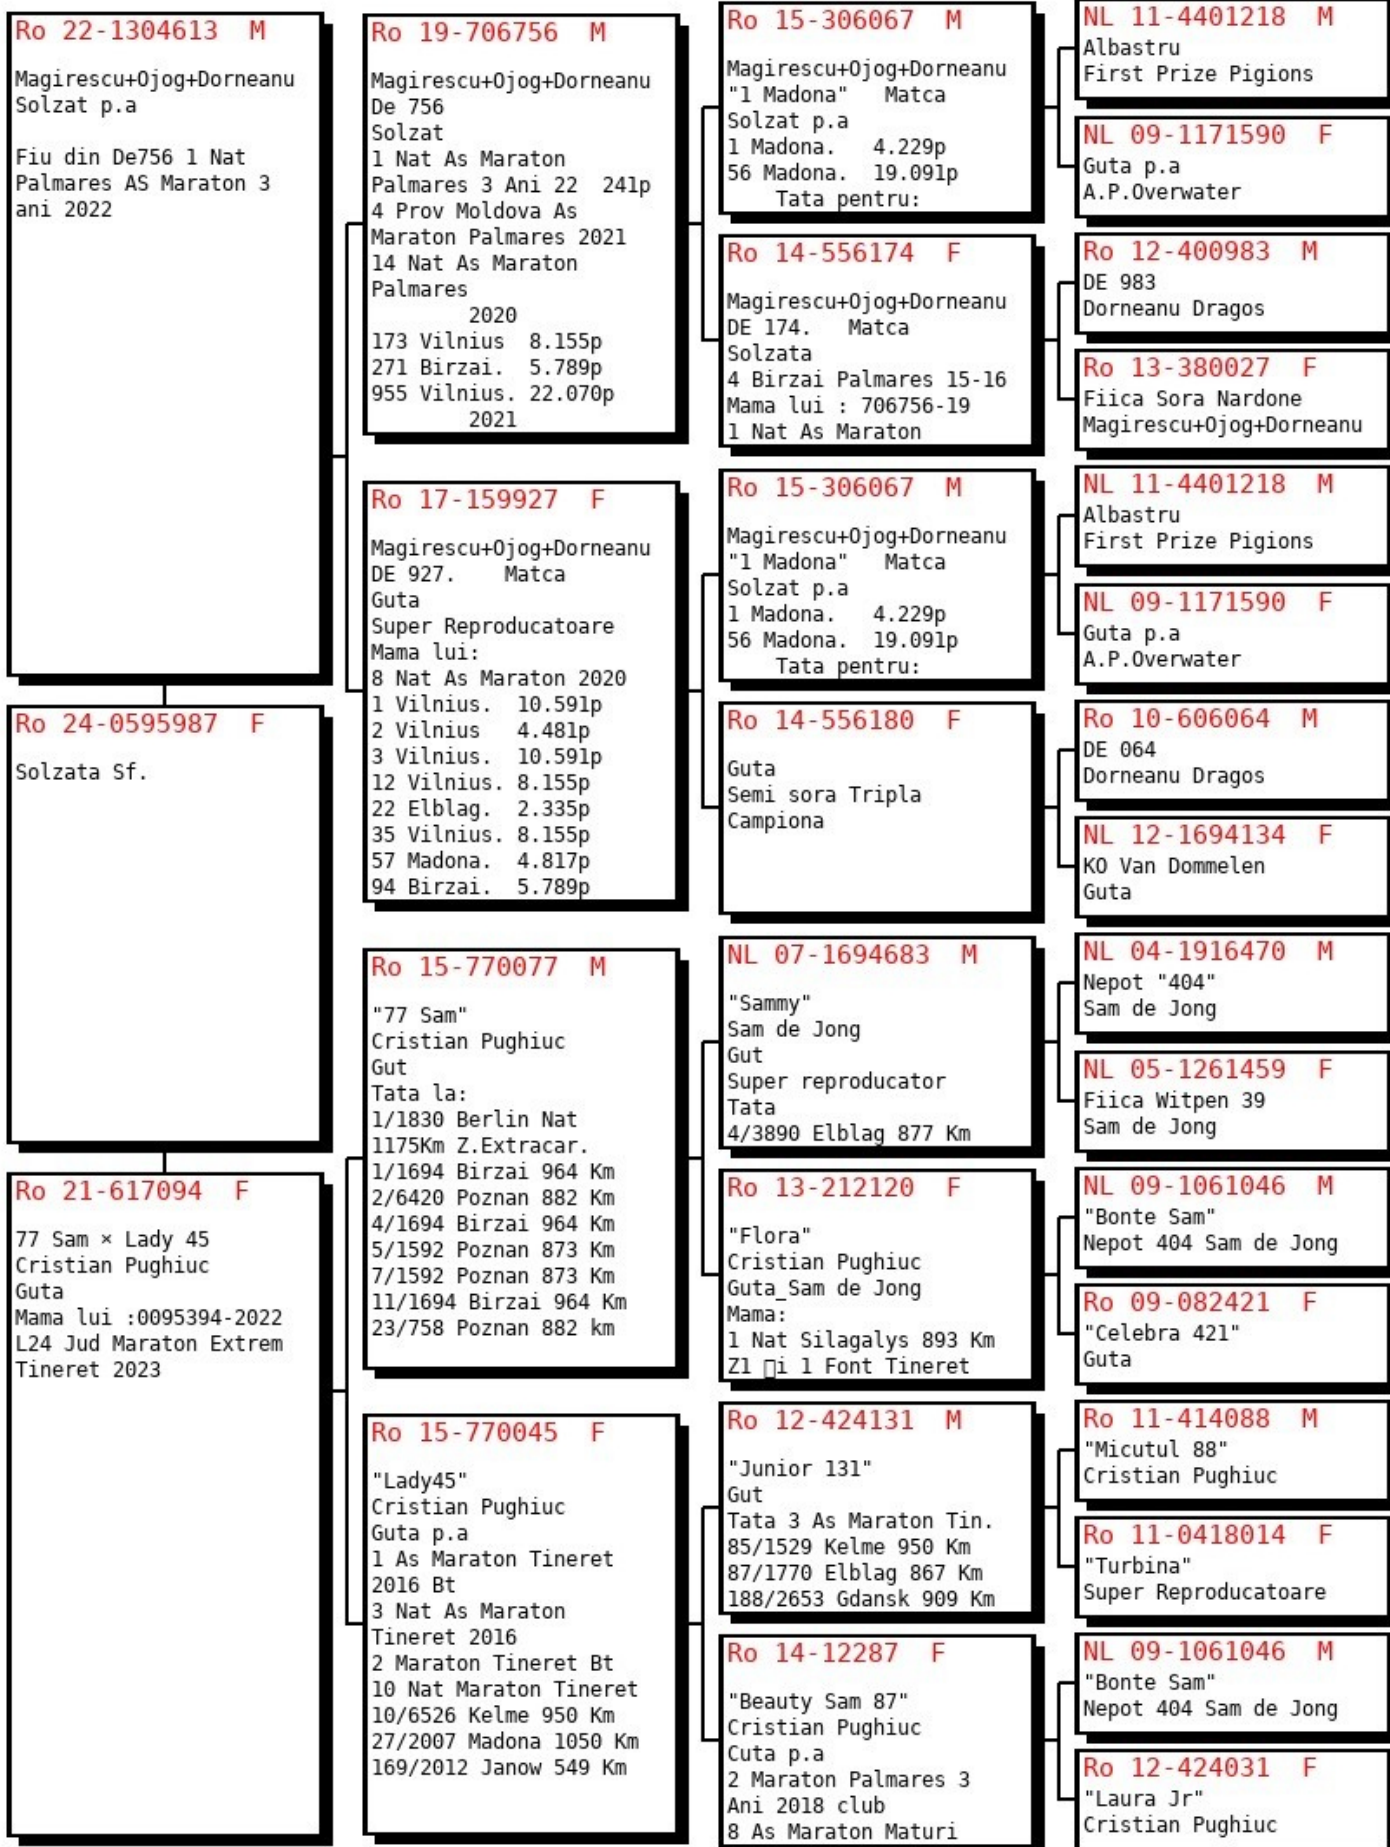 Ro 22-1304613  M
Magirescu+Ojog+Dorneanu
Solzat p.a
Fiu din De756 1 Nat
Palmares AS Maraton 3
ani 2022
Ro 24-0595987  F
Solzata Sf.
Ro 21-617094  F
77 Sam × Lady 45
Cristian Pughiuc
Guta
Mama lui :0095394-2022
L24 Jud Maraton Extrem
Tineret 2023
Ro 19-706756  M
Magirescu+Ojog+Dorneanu
De 756
Solzat
1 Nat As Maraton
Palmares 3 Ani 22  241p
4 Prov Moldova As
Maraton Palmares 2021
14 Nat As Maraton
Palmares
2020
173 Vilnius  8.155p
271 Birzai.  5.789p
955 Vilnius. 22.070p
2021
Ro 17-159927  F
Magirescu+Ojog+Dorneanu
DE 927.    Matca
Guta
Super Reproducatoare
Mama lui:
8 Nat As Maraton 2020
1 Vilnius.  10.591p
2 Vilnius   4.481p
3 Vilnius.  10.591p
12 Vilnius. 8.155p
22 Elblag.  2.335p
35 Vilnius. 8.155p
57 Madona.  4.817p
94 Birzai.  5.789p
Ro 15-770077  M
"77 Sam"
Cristian Pughiuc
Gut
Tata la:
1/1830 Berlin Nat
1175Km Z.Extracar.
1/1694 Birzai 964 Km
2/6420 Poznan 882 Km
4/1694 Birzai 964 Km
5/1592 Poznan 873 Km
7/1592 Poznan 873 Km
11/1694 Birzai 964 Km
23/758 Poznan 882 km
Ro 15-770045  F
"Lady45"
Cristian Pughiuc
Guta p.a
1 As Maraton Tineret
2016 Bt
3 Nat As Maraton
Tineret 2016
2 Maraton Tineret Bt
10 Nat Maraton Tineret
10/6526 Kelme 950 Km
27/2007 Madona 1050 Km
169/2012 Janow 549 Km
Ro 15-306067  M
Magirescu+Ojog+Dorneanu
"1 Madona"   Matca
Solzat p.a
1 Madona.   4.229p
56 Madona.  19.091p
Tata pentru:
Ro 14-556174  F
Magirescu+Ojog+Dorneanu
DE 174.   Matca
Solzata
4 Birzai Palmares 15-16
Mama lui : 706756-19
1 Nat As Maraton
Ro 15-306067  M
Magirescu+Ojog+Dorneanu
"1 Madona"   Matca
Solzat p.a
1 Madona.   4.229p
56 Madona.  19.091p
Tata pentru:
Ro 14-556180  F
Guta
Semi sora Tripla
Campiona
NL 07-1694683  M
"Sammy"
Sam de Jong
Gut
Super reproducator
Tata
4/3890 Elblag 877 Km
Ro 13-212120  F
"Flora"
Cristian Pughiuc
Guta_Sam de Jong
Mama:
1 Nat Silagalys 893 Km
Z1 □i 1 Font Tineret
Ro 12-424131  M
"Junior 131"
Gut
Tata 3 As Maraton Tin.
85/1529 Kelme 950 Km
87/1770 Elblag 867 Km
188/2653 Gdansk 909 Km
Ro 14-12287  F
"Beauty Sam 87"
Cristian Pughiuc
Cuta p.a
2 Maraton Palmares 3
Ani 2018 club
8 As Maraton Maturi
NL 11-4401218  M
Albastru
First Prize Pigions
NL 09-1171590  F
Guta p.a
A.P.Overwater
Ro 12-400983  M
DE 983
Dorneanu Dragos
Ro 13-380027  F
Fiica Sora Nardone
Magirescu+Ojog+Dorneanu
NL 11-4401218  M
Albastru
First Prize Pigions
NL 09-1171590  F
Guta p.a
A.P.Overwater
Ro 10-606064  M
DE 064
Dorneanu Dragos
NL 12-1694134  F
KO Van Dommelen
Guta
NL 04-1916470  M
Nepot "404"
Sam de Jong
NL 05-1261459  F
Fiica Witpen 39
Sam de Jong
NL 09-1061046  M
"Bonte Sam"
Nepot 404 Sam de Jong
Ro 09-082421  F
"Celebra 421"
Guta
Ro 11-414088  M
"Micutul 88"
Cristian Pughiuc
Ro 11-0418014  F
"Turbina"
Super Reproducatoare
NL 09-1061046  M
"Bonte Sam"
Nepot 404 Sam de Jong
Ro 12-424031  F
"Laura Jr"
Cristian Pughiuc